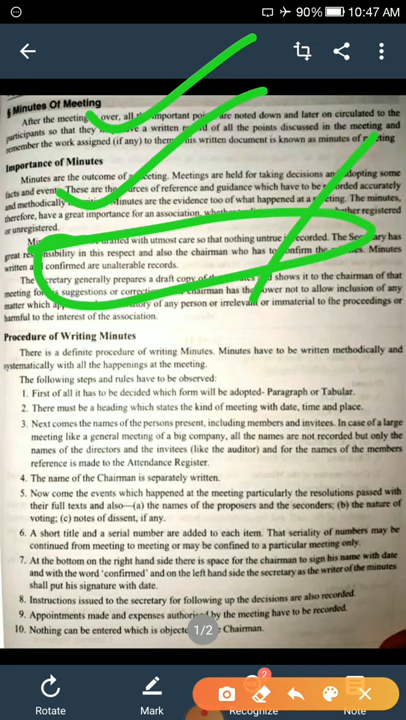 90% 10:47 AM
§ Minutes Of Meeting
After the meeting over, all important are noted down and later on circulated to the
participants so that they a written of all the points discussed in the meeting and
remember the work assigned (if any) to them written document is known as minutes of
Importance of Minutes
Minutes are the outcome of Meetings are held for taking decisions adopting some
facts and These are the of reference and guidance which have to be accurately
and methodically Minutes are the evidence too of what happened at a The minutes,
therefore, have a great importance for an association, registered
or unregistered.
with utmost care so that nothing untrue The has
great in this respect and also the chairman who has to confirm the Minutes
written confirmed are unalterable records.
The generally prepares a draft copy of shows it to the chairman of that
meeting for suggestions or chairman has the power not to allow inclusion of any
matter which of any person or irrelevant or immaterial to the proceedings or
harmful to the interest of the association.
Procedure of Writing Minutes
There is a definite procedure of writing Minutes. Minutes have to be written methodically and
systematically with all the happenings at the meeting.
The following steps and rules have to be observed:
1. First of all it has to be decided which form will be adopted- Paragraph or Tabular.
2. There must be a heading which states the kind of meeting with date, time and place.
3. Next comes the names of the persons present, including members and invitees. In case of a large
meeting like a general meeting of a big company, all the names are not recorded but only the
names of the directors and the invitees (like the auditor) and for the names of the members
reference is made to the Attendance Register.
4. The name of the Chairman is separately written.
5. Now come the events which happened at the meeting particularly the resolutions passed with
their full texts and also—(a) the names of the proposers and the seconders; (b) the nature of
voting; (c) notes of dissent, if any.
6. A short title and a serial number are added to each item. That seriality of numbers may be
continued from meeting to meeting or may be confined to a particular meeting only.
7. At the bottom on the right hand side there is space for the chairman to sign his name with date
and with the word 'confirmed' and on the left hand side the secretary as the writer of the minutes
shall put his signature with date.
8. Instructions issued to the secretary for following up the decisions are also recorded.
9. Appointments made and expenses by the meeting have to be recorded.
10. Nothing can be entered which is Chairman.
1/2
2
Rotate Mark Recognize Note